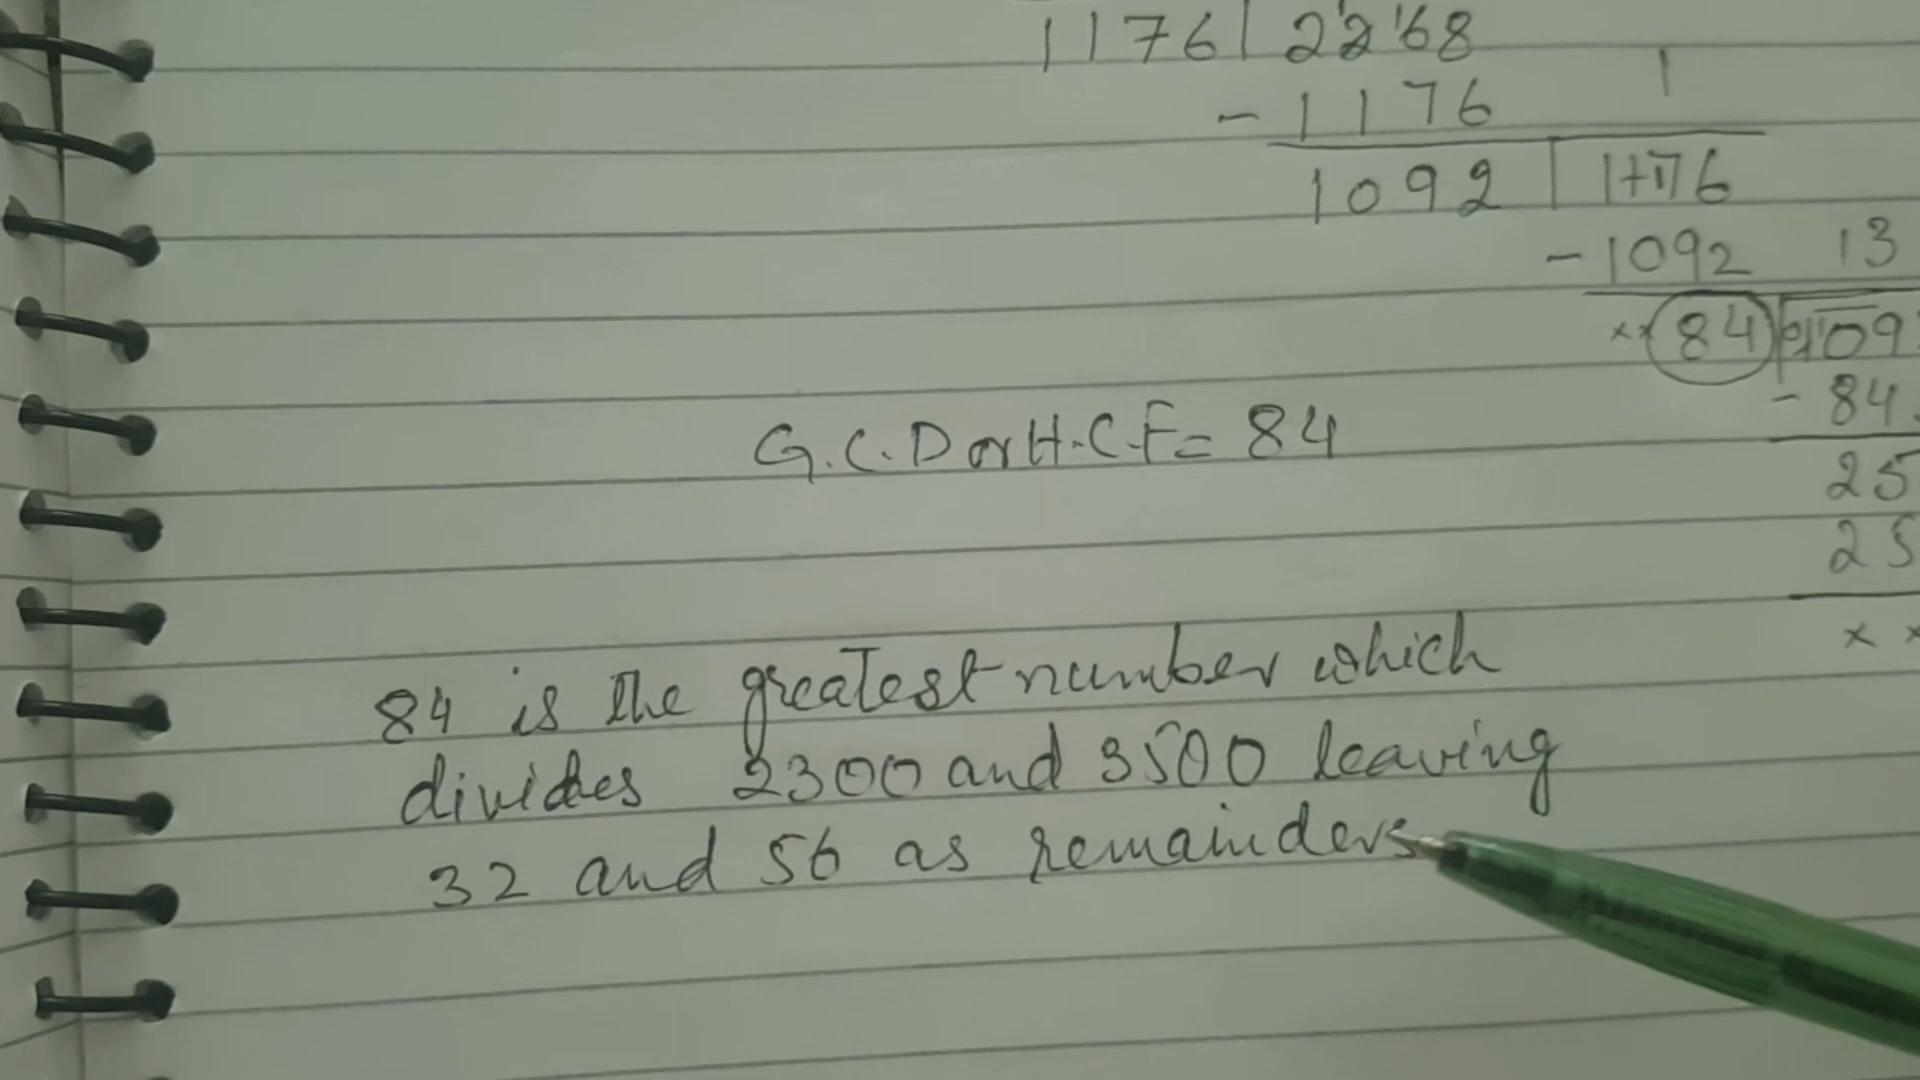 1176 | 2268
- 1176 1
1092 | 1176
- 1092 13
×× 84 | 109
- 84
25
G.C.D or H.C.F = 84
25
× ×
84 is the greatest number which
divides 2300 and 3500 leaving
32 and 56 as remainders